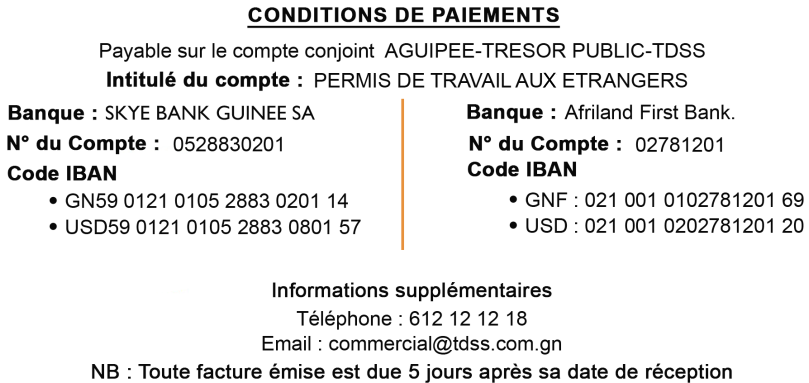 CONDITIONS DE PAIEMENTS
Payable sur le compte conjoint AGUIPEE-TRESOR PUBLIC-TDSS
Intitulé du compte : PERMIS DE TRAVAIL AUX ETRANGERS
Banque : SKYE BANK GUINEE SA
N° du Compte : 0528830201
Code IBAN
• GN59 0121 0105 2883 0201 14
• USD59 0121 0105 2883 0801 57
Banque : Afriland First Bank.
N° du Compte : 02781201
Code IBAN
• GNF : 021 001 0102781201 69
• USD : 021 001 0202781201 20
Informations supplémentaires
Téléphone : 612 12 12 18
Email : commercial@tdss.com.gn
NB : Toute facture émise est due 5 jours après sa date de réception